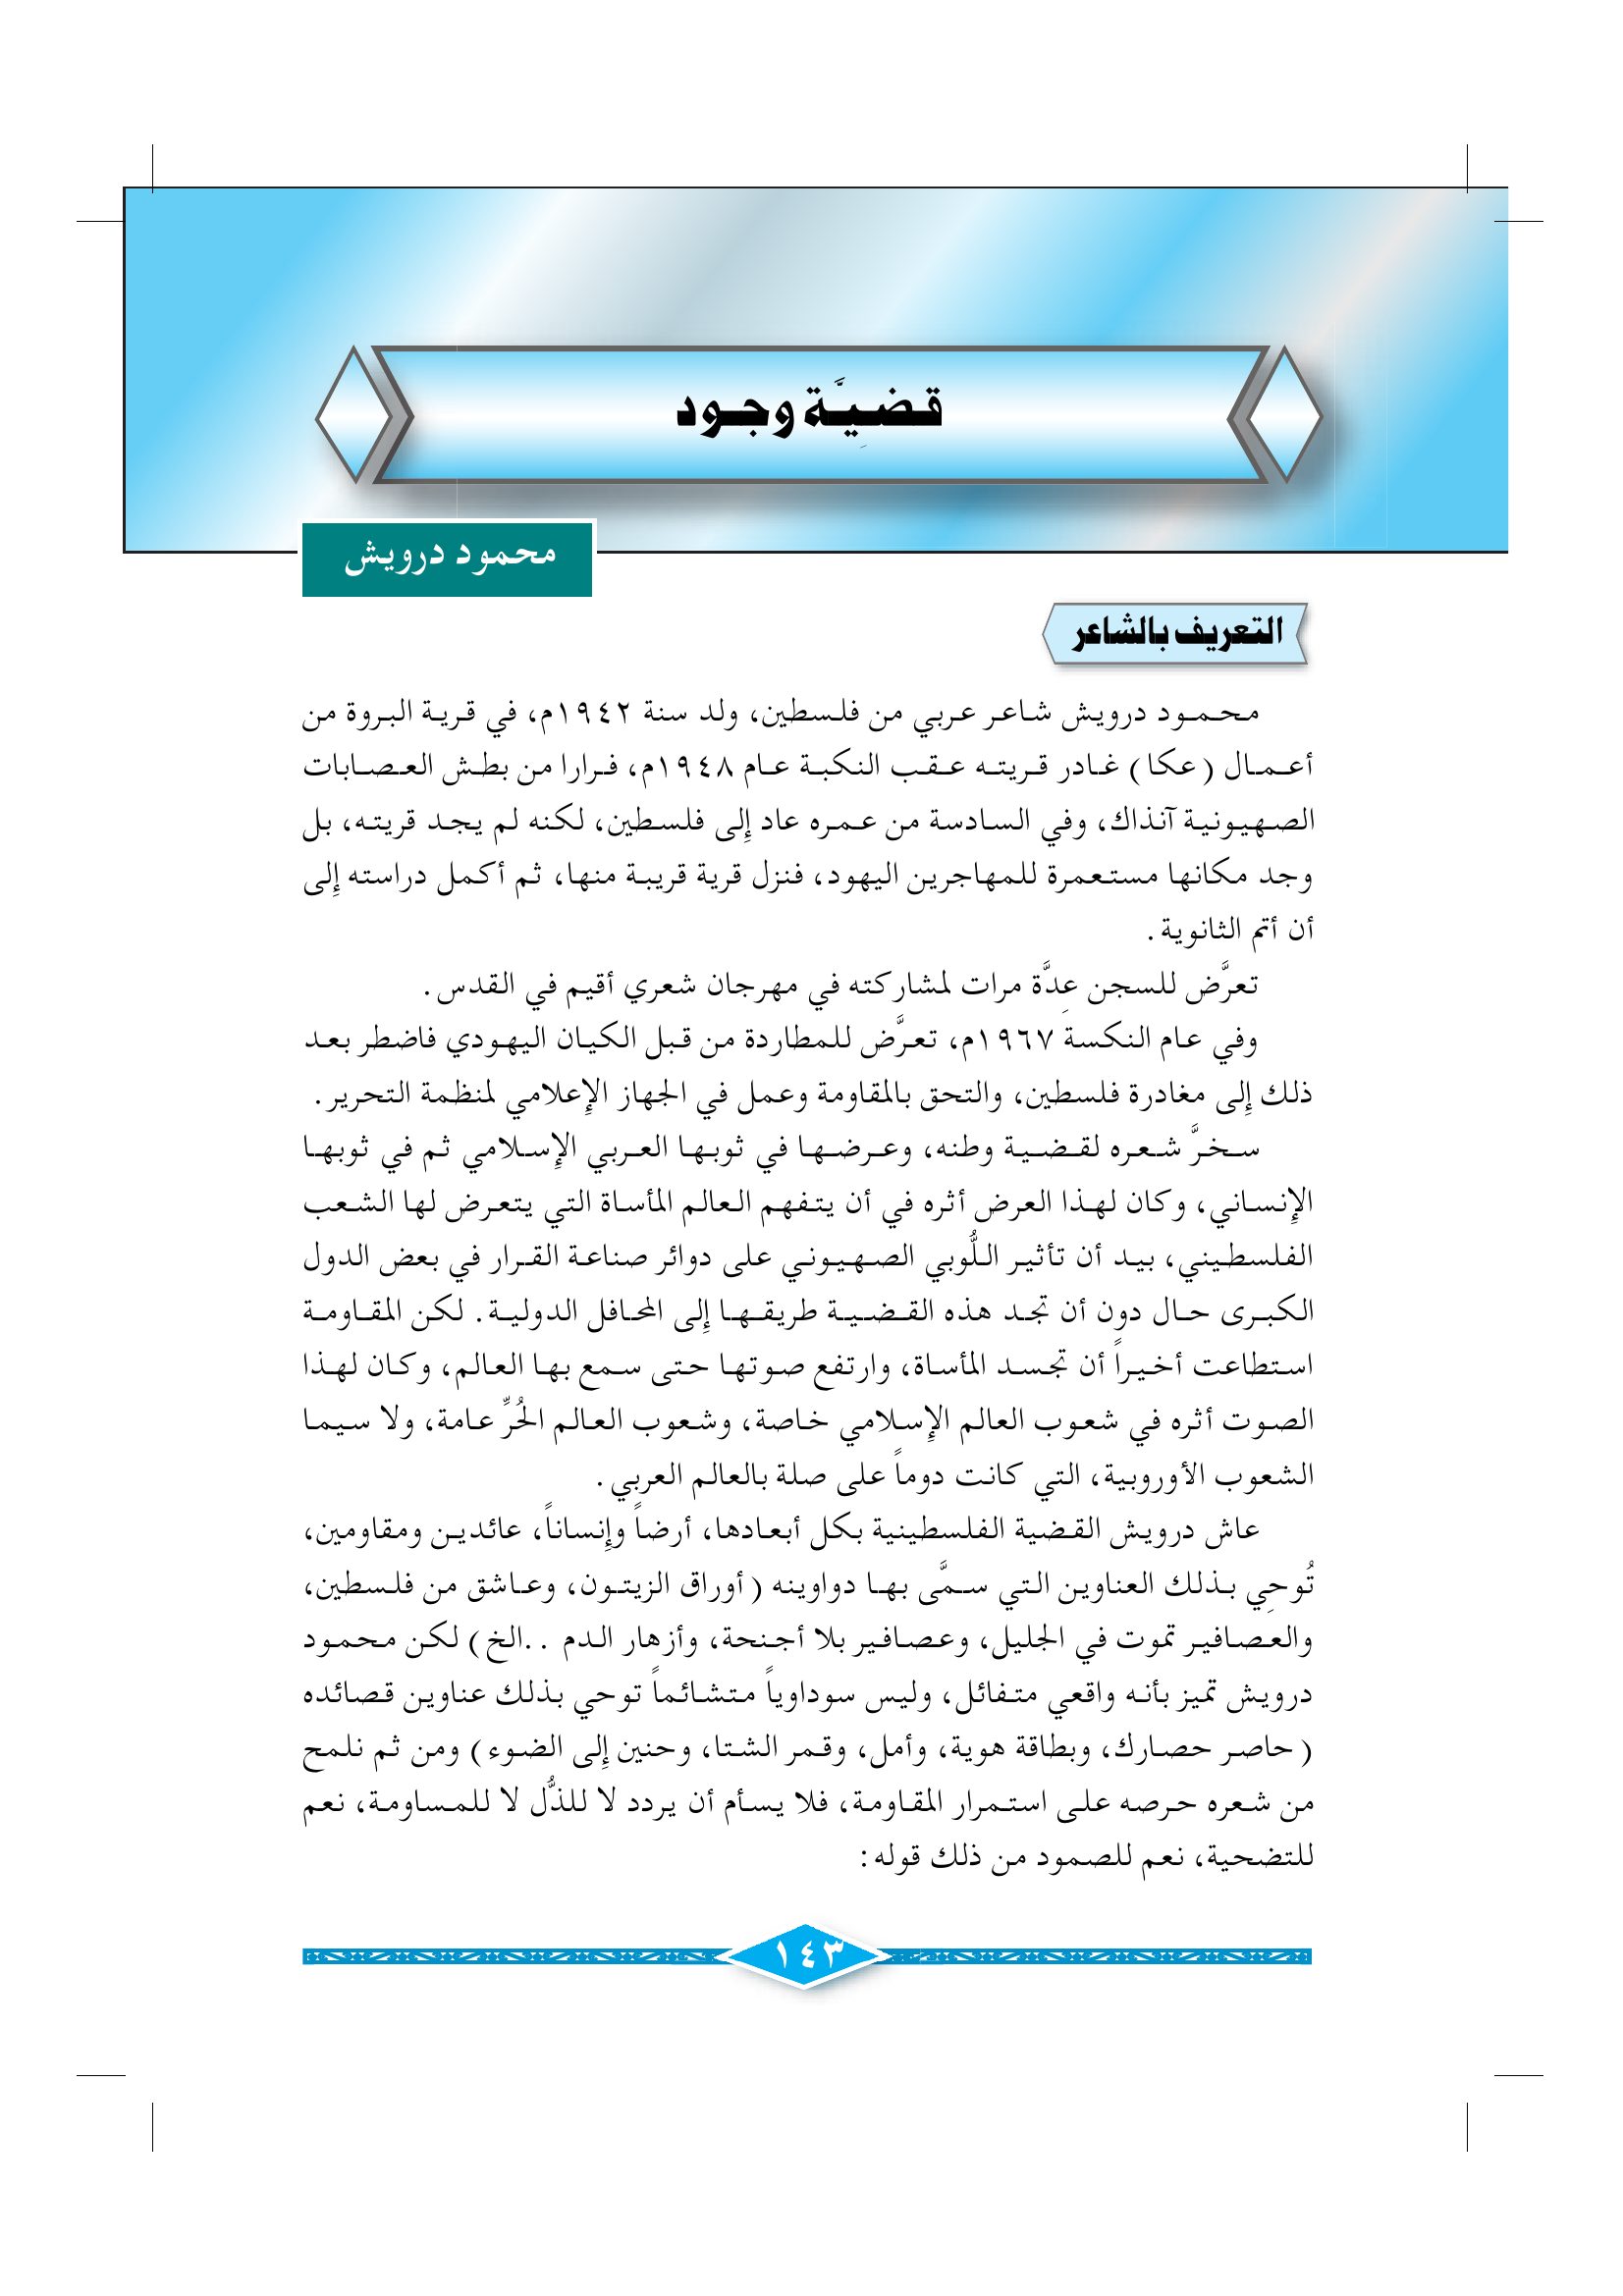 قضِيَّة وجود
محمود درويش
التعريف بالشاعر
محمود درويش شاعر عربي من فلسطين، ولد سنة ١٩٤٢م، في قرية البروة من
أعمال (عكا) غادر قريته عقب النكبة عام ١٩٤٨م، فرارا من بطش العصابات
الصهيونية آنذاك، وفي السادسة من عمره عاد إلى فلسطين، لكنه لم يجد قريته، بل
وجد مكانها مستعمرة للمهاجرين اليهود، فنزل قرية قريبة منها، ثم أكمل دراسته إلى
أن أتم الثانوية.
تعرَّض للسجن عِدَّة مرات لمشاركته في مهرجان شعري أقيم في القدس.
وفي عام النكسة ١٩٦٧م، تعرَّض للمطاردة من قبل الكيان اليهودي فاضطر بعد
ذلك إلى مغادرة فلسطين، والتحق بالمقاومة وعمل في الجهاز الإعلامي لمنظمة التحرير.
سخرَّ شعره لقضية وطنه، وعرضها في ثوبها العربي الإسلامي ثم في ثوبها
الإنساني، وكان لهذا العرض أثره في أن يتفهم العالم المأساة التي يتعرض لها الشعب
الفلسطيني، بيد أن تأثير اللُّوبي الصهيوني على دوائر صناعة القرار في بعض الدول
الكبرى حال دون أن تجد هذه القضية طريقها إلى المحافل الدولية. لكن المقاومة
استطاعت أخيراً أن تجسد المأساة، وارتفع صوتها حتى سمع بها العالم، وكان لهذا
الصوت أثره في شعوب العالم الإسلامي خاصة، وشعوب العالم الحُرِّ عامة، ولا سيما
الشعوب الأوروبية، التي كانت دوماً على صلة بالعالم العربي.
عاش درويش القضية الفلسطينية بكل أبعادها، أرضاً وإنساناً، عائدين ومقاومين،
تُوحِي بذلك العناوين التي سمَّى بها دواوينه (أوراق الزيتون، وعاشق من فلسطين،
والعصافير تموت في الجليل، وعصافير بلا أجنحة، وأزهار الدم ..الخ) لكن محمود
درويش تميز بأنه واقعي متفائل، وليس سوداوياً متشائماً توحي بذلك عناوين قصائده
(حاصر حصارك، وبطاقة هوية، وأمل، وقمر الشتا، وحنين إلى الضوء) ومن ثم نلمح
من شعره حرصه على استمرار المقاومة، فلا يسأم أن يردد لا للذُّل لا للمساومة، نعم
للتضحية، نعم للصمود من ذلك قوله:
١٤٣